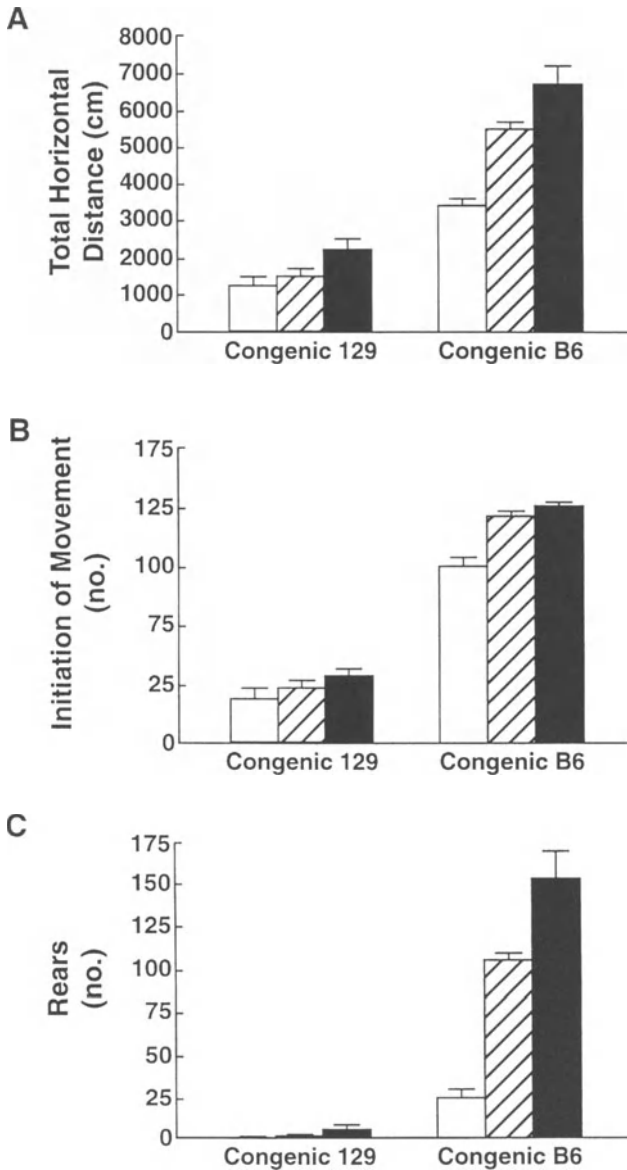 A
Total Horizontal
Distance (cm)
8000
7000
6000
5000
4000
3000
2000
1000
0
Congenic 129
Congenic B6
B
Initiation of Movement
(no.)
175
125
100
75
25
0
Congenic 129
Congenic B6
C
Rears
(no.)
175
150
125
100
75
50
25
0
Congenic 129
Congenic B6